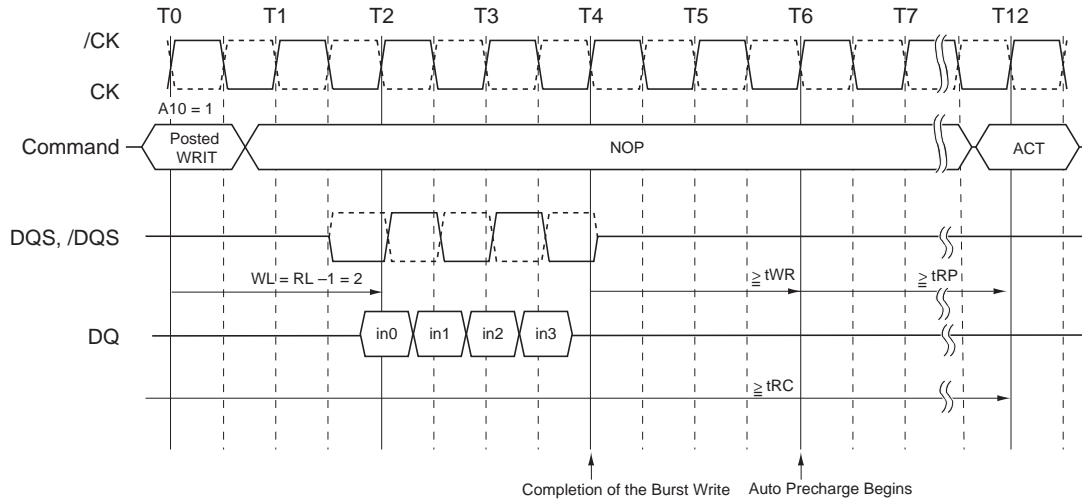 T0 T1 T2 T3 T4 T5 T6 T7 T12
/CK
CK
A10 = 1
Command
Posted
WRIT
NOP
ACT
DQS, /DQS
WL = RL –1 = 2
≧ tWR
≧ tRP
DQ
in0 in1 in2 in3
≧ tRC
Completion of the Burst Write
Auto Precharge Begins